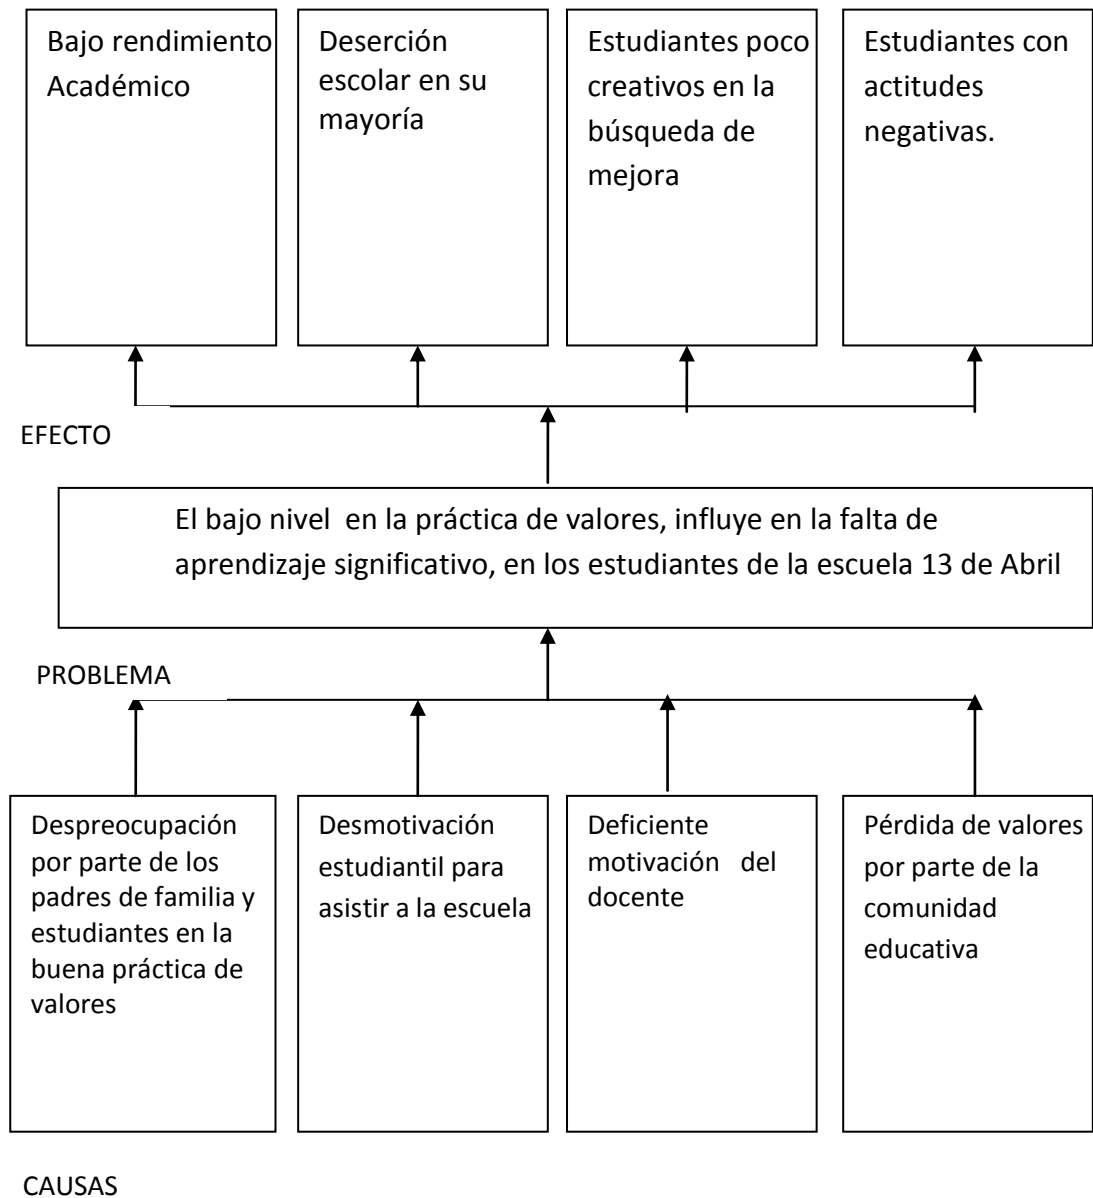 Bajo rendimiento
Académico
Deserción
escolar en su
mayoría
Estudiantes poco
creativos en la
búsqueda de
mejora
Estudiantes con
actitudes
negativas.
EFECTO
El bajo nivel  en la práctica de valores, influye en la falta de
aprendizaje significativo, en los estudiantes de la escuela 13 de Abril
PROBLEMA
Despreocupación
por parte de los
padres de familia y
estudiantes en la
buena práctica de
valores
Desmotivación
estudiantil para
asistir a la escuela
Deficiente
motivación del
docente
Pérdida de valores
por parte de la
comunidad
educativa
CAUSAS